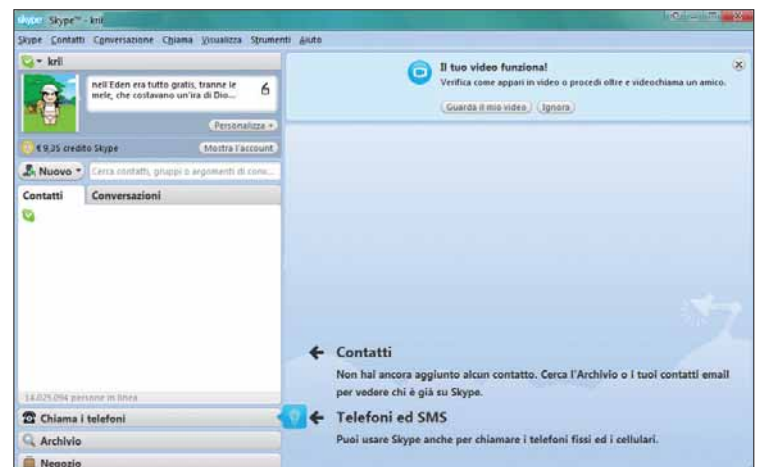 Skype™ - kril
Skype Contatti Conversazione Chiama Visualizza Strumenti Aiuto
kril
nell'Eden era tutto gratis, tranne le
mele, che costavano un'ira di Dio...
6
Personalizza
€ 9,35 credito Skype
Mostra l'account
Nuovo
Cerca contatti, gruppi o argomenti di conv...
Contatti Conversazioni
14.025.094 persone in linea
Chiama i telefoni
Archivio
Negozio
Il tuo video funziona!
Verifica come appari in video o procedi oltre e videochiama un amico.
Guarda il mio video Ignora
Contatti
Non hai ancora aggiunto alcun contatto. Cerca l'Archivio o i tuoi contatti email
per vedere chi è già su Skype.
Telefoni ed SMS
Puoi usare Skype anche per chiamare i telefoni fissi ed i cellulari.